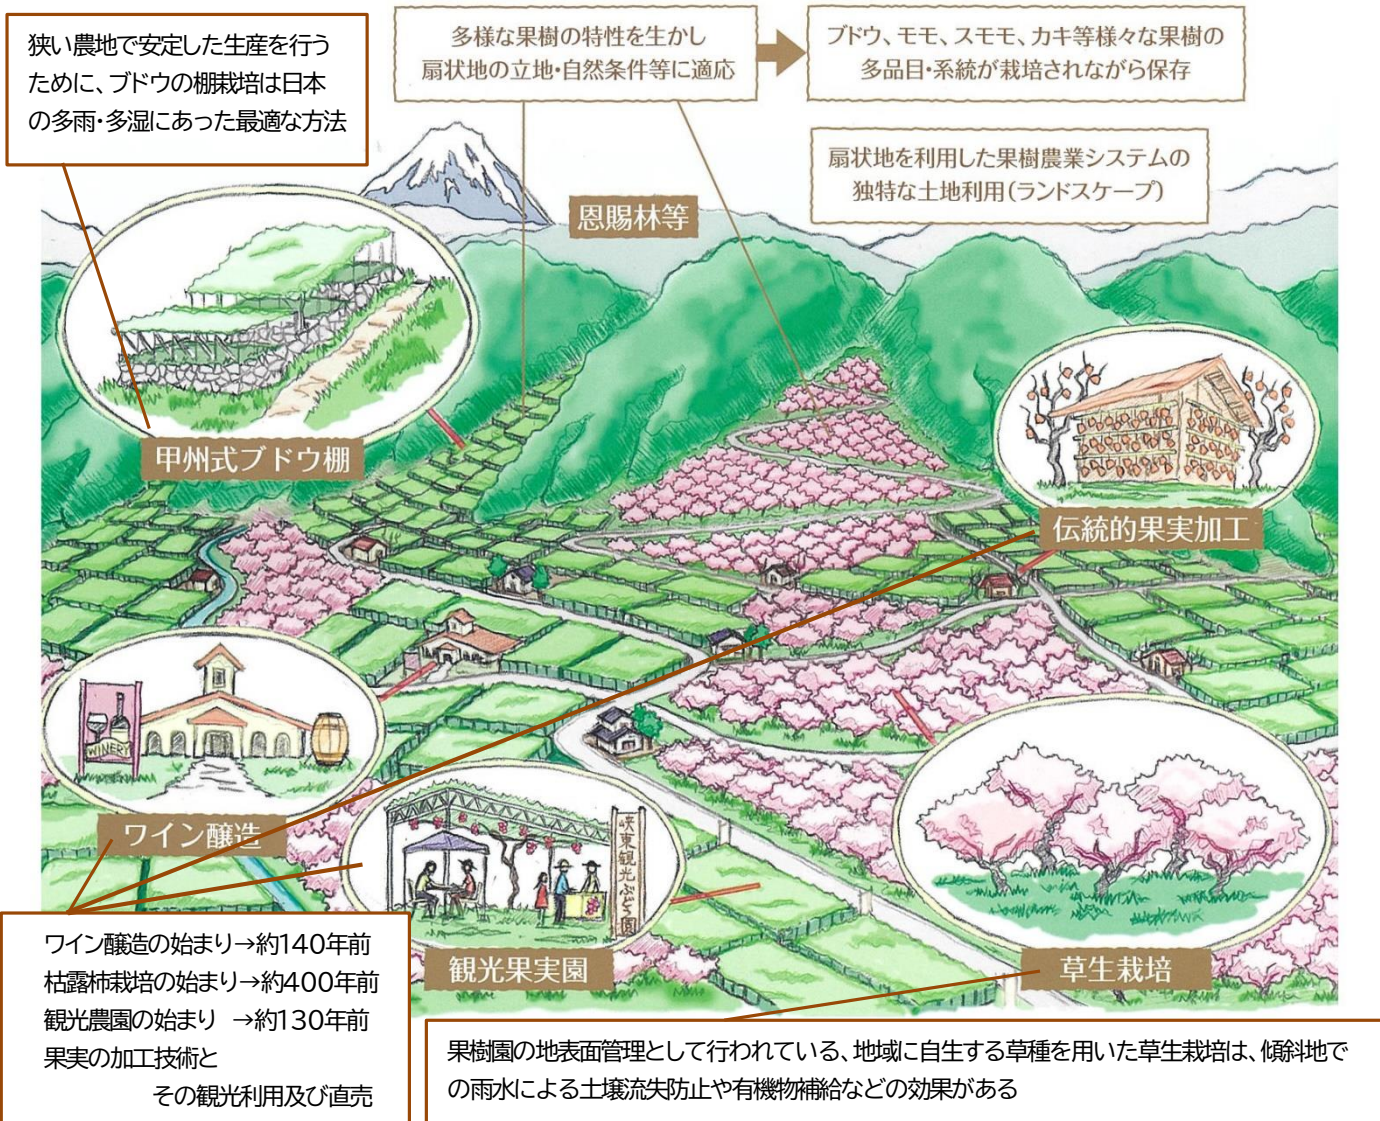 狭い農地で安定した生産を行う
ために、ブドウの棚栽培は日本
の多雨・多湿にあった最適な方法
多様な果樹の特性を生かし
扇状地の立地・自然条件等に適応
ブドウ、モモ、スモモ、カキ等様々な果樹の
多品目・系統が栽培されながら保存
扇状地を利用した果樹農業システムの
独特な土地利用(ランドスケープ)
恩賜林等
甲州式ブドウ棚
伝統的果実加工
WINERY
ワイン醸造
峡東観光ぶどう園
観光果実園
草生栽培
ワイン醸造の始まり→約140年前
枯露柿栽培の始まり→約400年前
観光農園の始まり →約130年前
果実の加工技術と
その観光利用及び直売
果樹園の地表面管理として行われている、地域に自生する草種を用いた草生栽培は、傾斜地で
の雨水による土壌流失防止や有機物補給などの効果がある